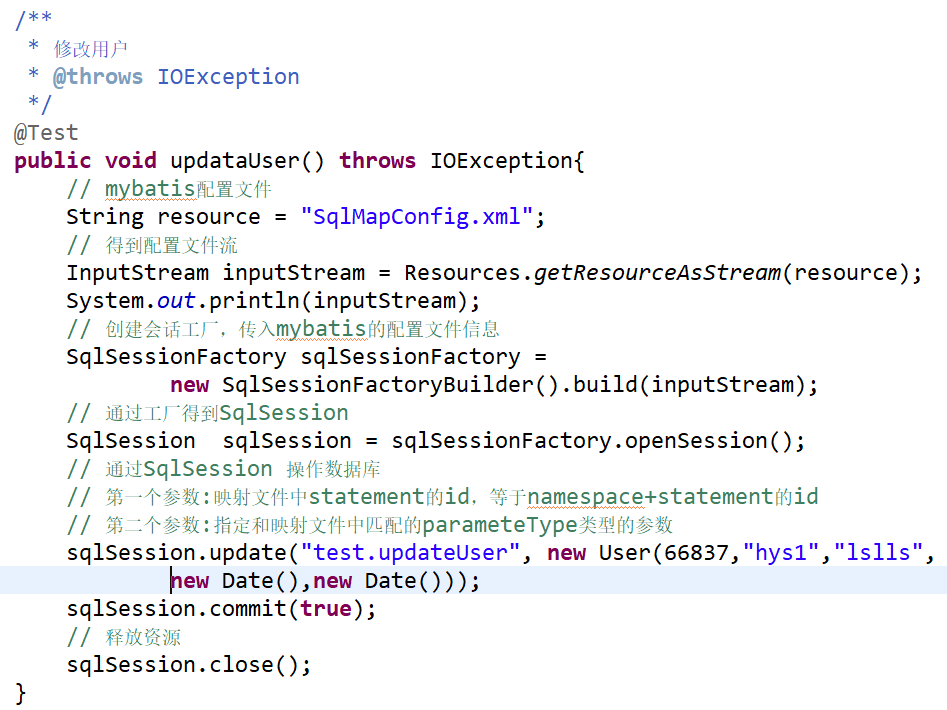 /**
 * 修改用户
 * @throws IOException
 */
@Test
public void updataUser() throws IOException{
    // mybatis配置文件
    String resource = "SqlMapConfig.xml";
    // 得到配置文件流
    InputStream inputStream = Resources.getResourceAsStream(resource);
    System.out.println(inputStream);
    // 创建会话工厂，传入mybatis的配置文件信息
    SqlSessionFactory sqlSessionFactory =
            new SqlSessionFactoryBuilder().build(inputStream);
    // 通过工厂得到SqlSession
    SqlSession  sqlSession = sqlSessionFactory.openSession();
    // 通过SqlSession 操作数据库
    // 第一个参数:映射文件中statement的id，等于namespace+statement的id
    // 第二个参数:指定和映射文件中匹配的parameteType类型的参数
    sqlSession.update("test.updateUser", new User(66837,"hys1","lslls",
            new Date(),new Date()));
    sqlSession.commit(true);
    // 释放资源
    sqlSession.close();
}